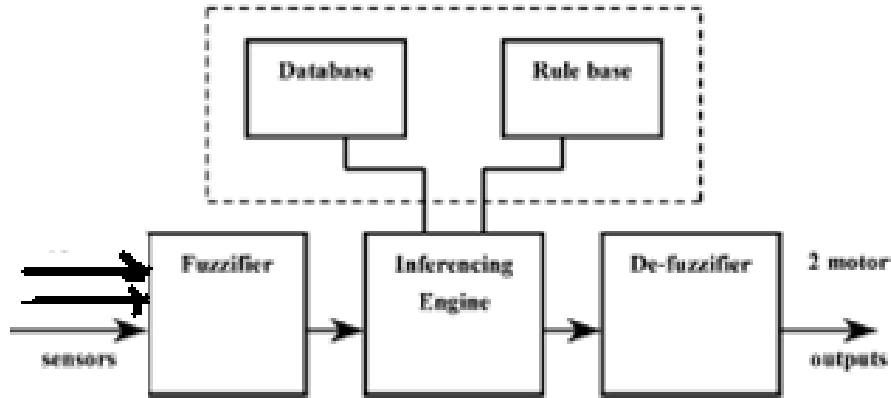 Database
Rule base
Fuzzifier
Inferencing
Engine
De-fuzzifier
2 motor
sensors
outputs